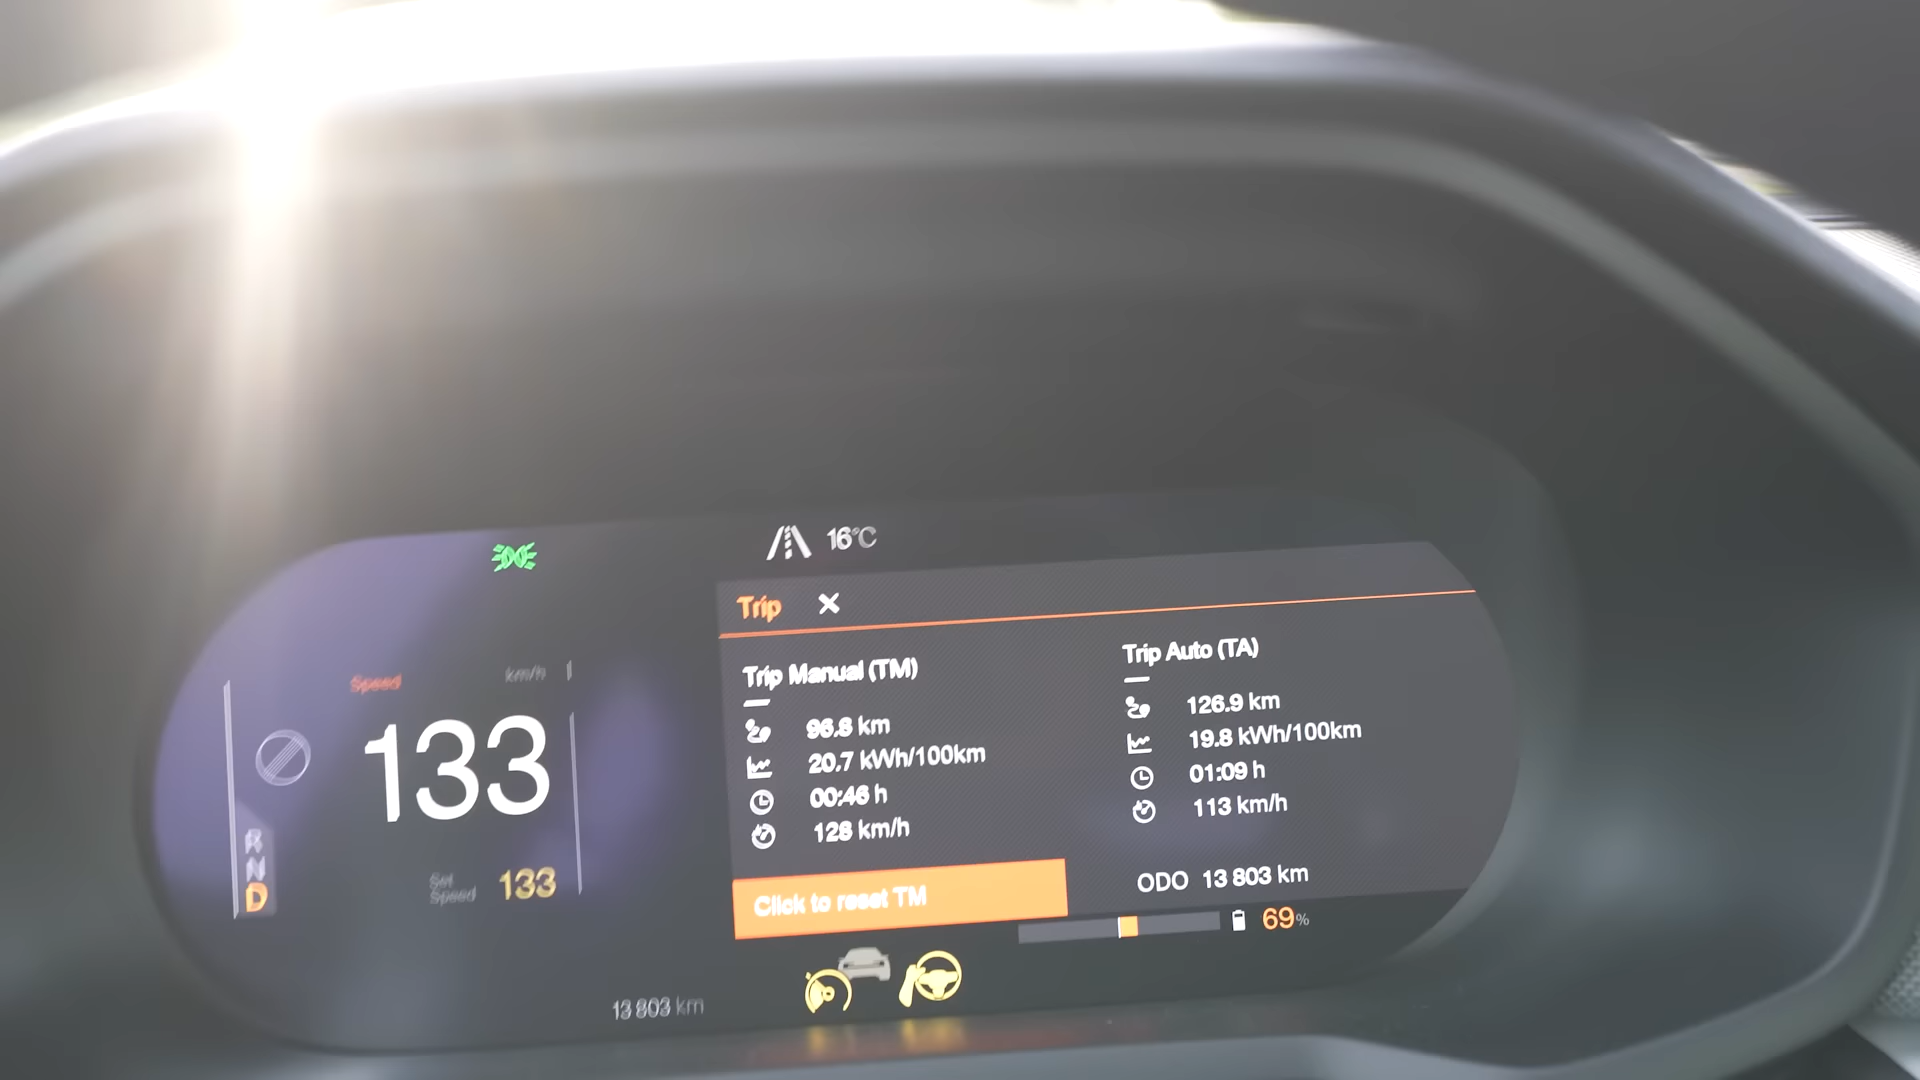 16°C
Trip
Speed
km/h
133
Set Speed
133
R
N
D
Trip Manual (TM)
96.8 km
20.7 kWh/100km
00:46 h
128 km/h
Click to reset TM
Trip Auto (TA)
126.9 km
19.8 kWh/100km
01:09 h
113 km/h
ODO 13 803 km
69%
13 803 km